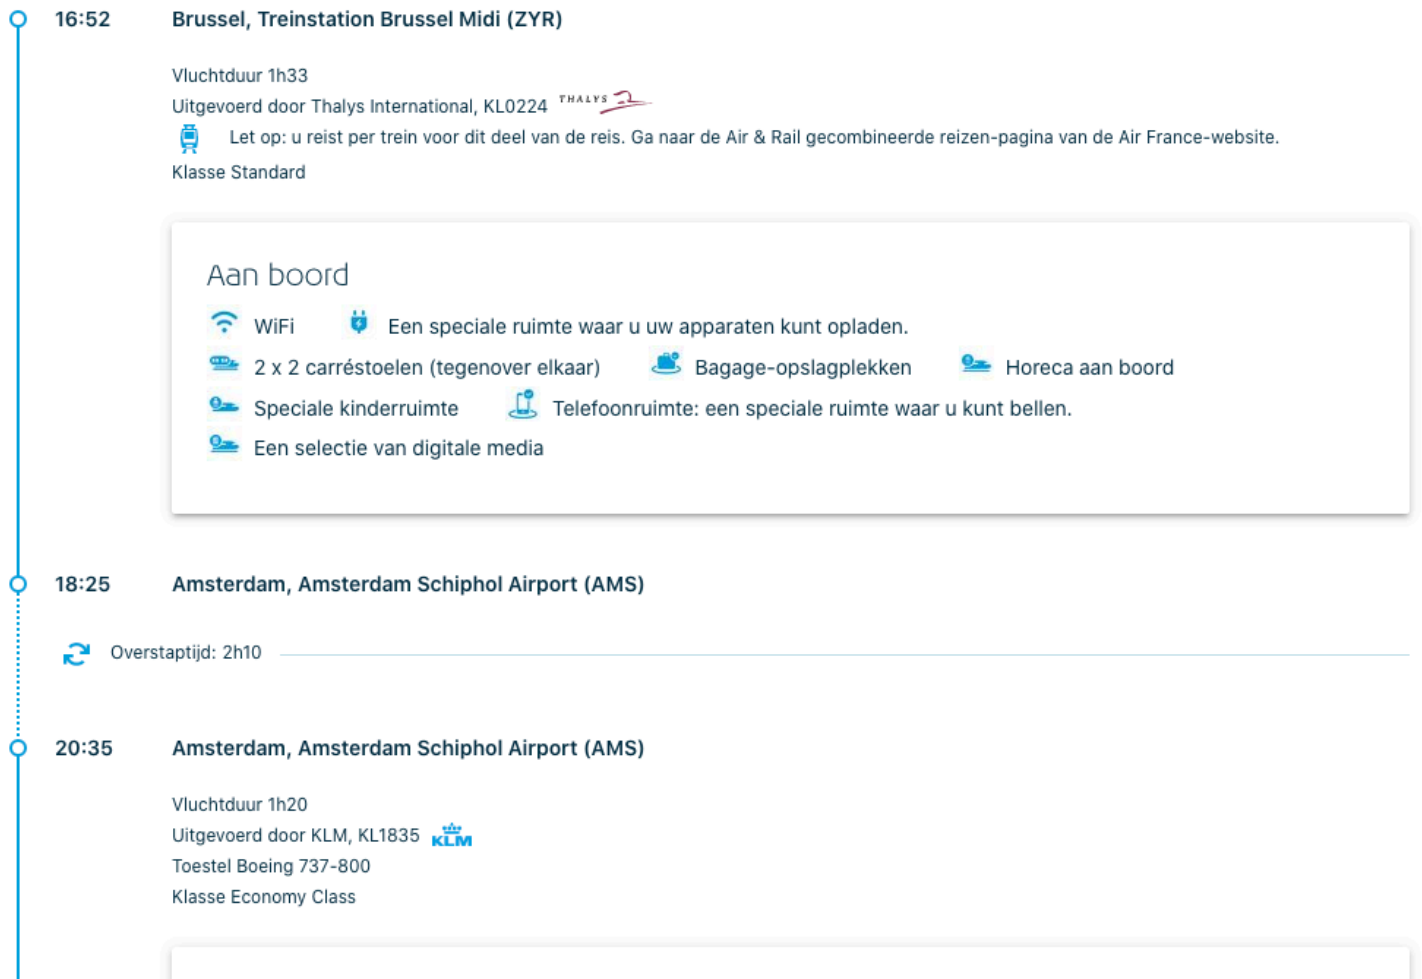 16:52 Brussel, Treinstation Brussel Midi (ZYR)
Vluchtduur 1h33
Uitgevoerd door Thalys International, KL0224 THALYS
Let op: u reist per trein voor dit deel van de reis. Ga naar de Air & Rail gecombineerde reizen-pagina van de Air France-website.
Klasse Standard
Aan boord
WiFi Een speciale ruimte waar u uw apparaten kunt opladen.
2 x 2 carréstoelen (tegenover elkaar) Bagage-opslagplekken Horeca aan boord
Speciale kinderruimte Telefoonruimte: een speciale ruimte waar u kunt bellen.
Een selectie van digitale media
18:25 Amsterdam, Amsterdam Schiphol Airport (AMS)
Overstaptijd: 2h10
20:35 Amsterdam, Amsterdam Schiphol Airport (AMS)
Vluchtduur 1h20
Uitgevoerd door KLM, KL1835 KLM
Toestel Boeing 737-800
Klasse Economy Class